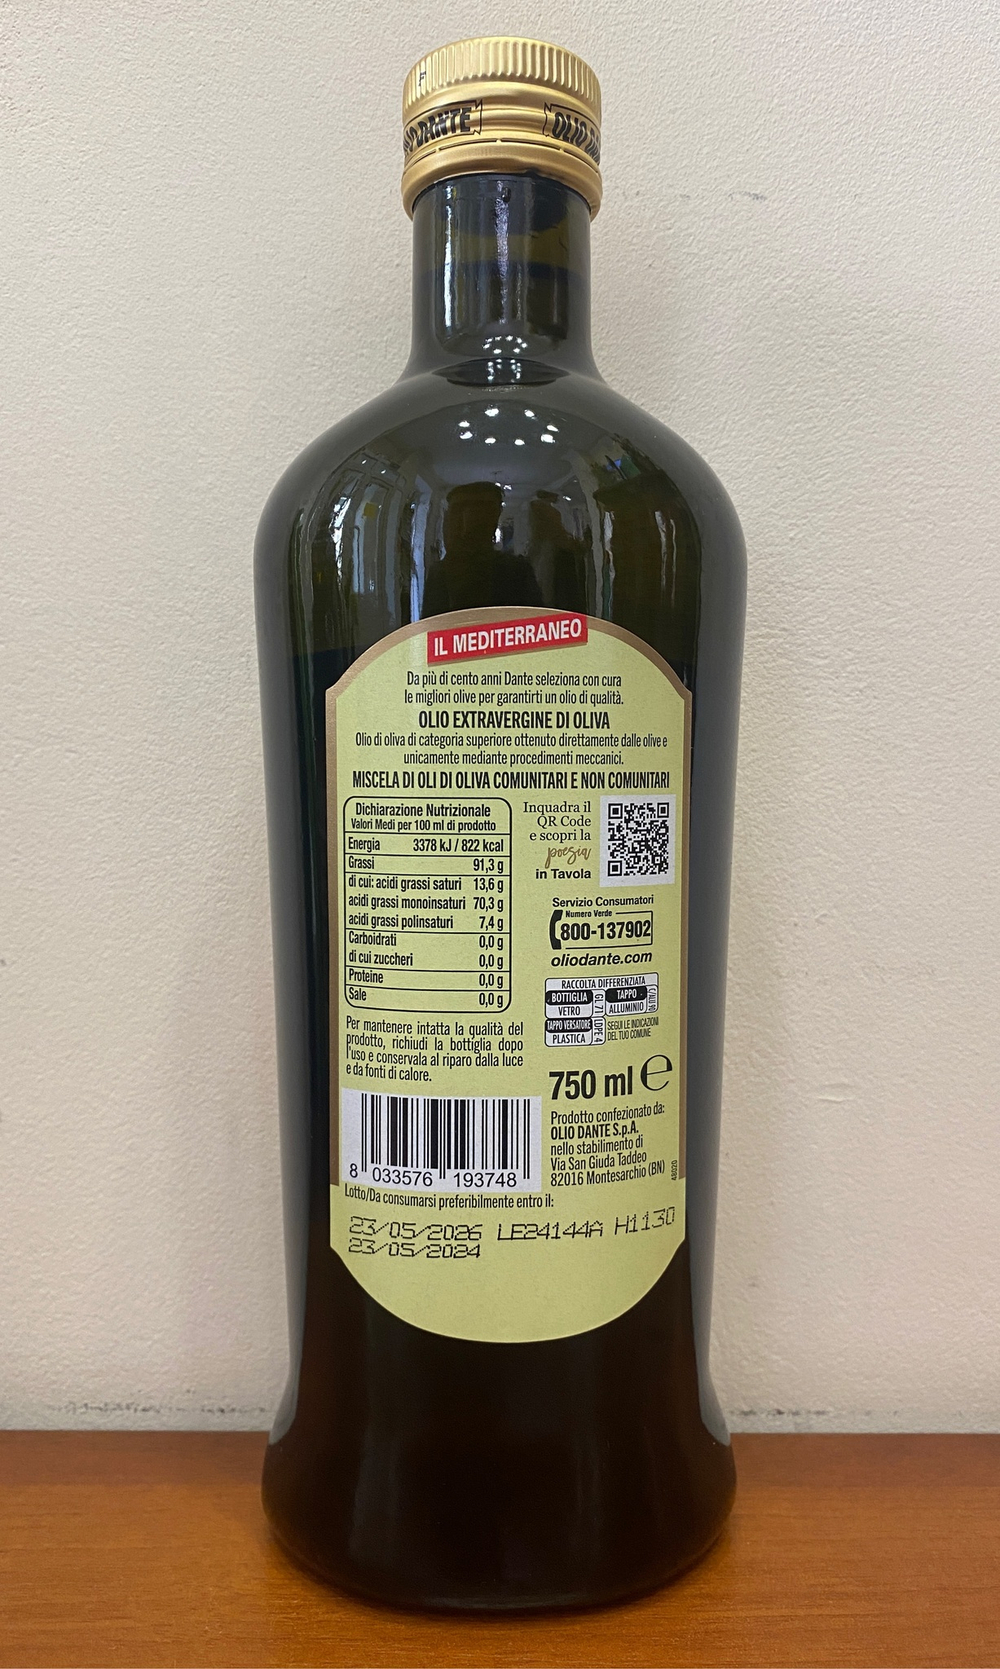 F
OLIO DANTE
OLIO
IL MEDITERRANEO
Da più di cento anni Dante seleziona con cura
le migliori olive per garantirti un olio di qualità.
OLIO EXTRAVERGINE DI OLIVA
Olio di oliva di categoria superiore ottenuto direttamente dalle olive e
unicamente mediante procedimenti meccanici.
MISCELA DI OLI DI OLIVA COMUNITARI E NON COMUNITARI
Dichiarazione Nutrizionale
Valori Medi per 100 ml di prodotto
Energia 3378 kJ / 822 kcal
Grassi 91,3 g
di cui: acidi grassi saturi 13,6 g
acidi grassi monoinsaturi 70,3 g
acidi grassi polinsaturi 7,4 g
Carboidrati 0,0 g
di cui zuccheri 0,0 g
Proteine 0,0 g
Sale 0,0 g
Per mantenere intatta la qualità del
prodotto, richiudi la bottiglia dopo
l'uso e conservala al riparo dalla luce
e da fonti di calore.
Inquadra il
QR Code
e scopri la
poesia
in Tavola
Servizio Consumatori
Numero Verde
800-137902
oliodante.com
RACCOLTA DIFFERENZIATA
BOTTIGLIA
VETRO
GL 71
TAPPO
ALLUMINIO
C/ALU 90
TAPPO VERSATORE
PLASTICA
LDPE 4
SEGUI LE INDICAZIONI
DEL TUO COMUNE
750 ml e
Prodotto confezionato da:
OLIO DANTE S.p.A.
nello stabilimento di
Via San Giuda Taddeo
82016 Montesarchio (BN)
8 033576 193748
Lotto/Da consumarsi preferibilmente entro il:
23/05/2026 LE24144A H1130
23/05/2024